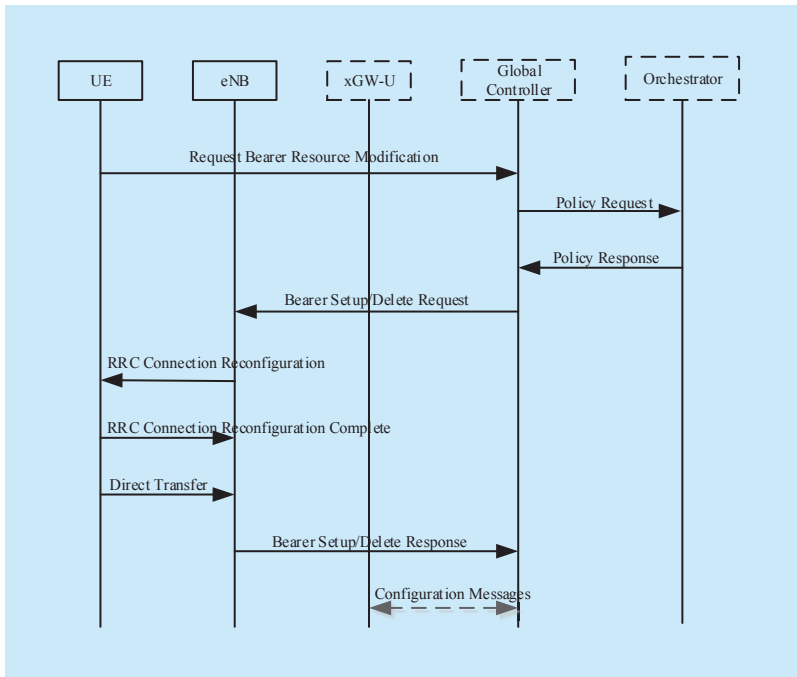 UE
eNB
xGW-U
Global
Controller
Orchestrator
Request Bearer Resource Modification
Policy Request
Policy Response
Bearer Setup/Delete Request
RRC Connection Reconfiguration
RRC Connection Reconfiguration Complete
Direct Transfer
Bearer Setup/Delete Response
Configuration Messages